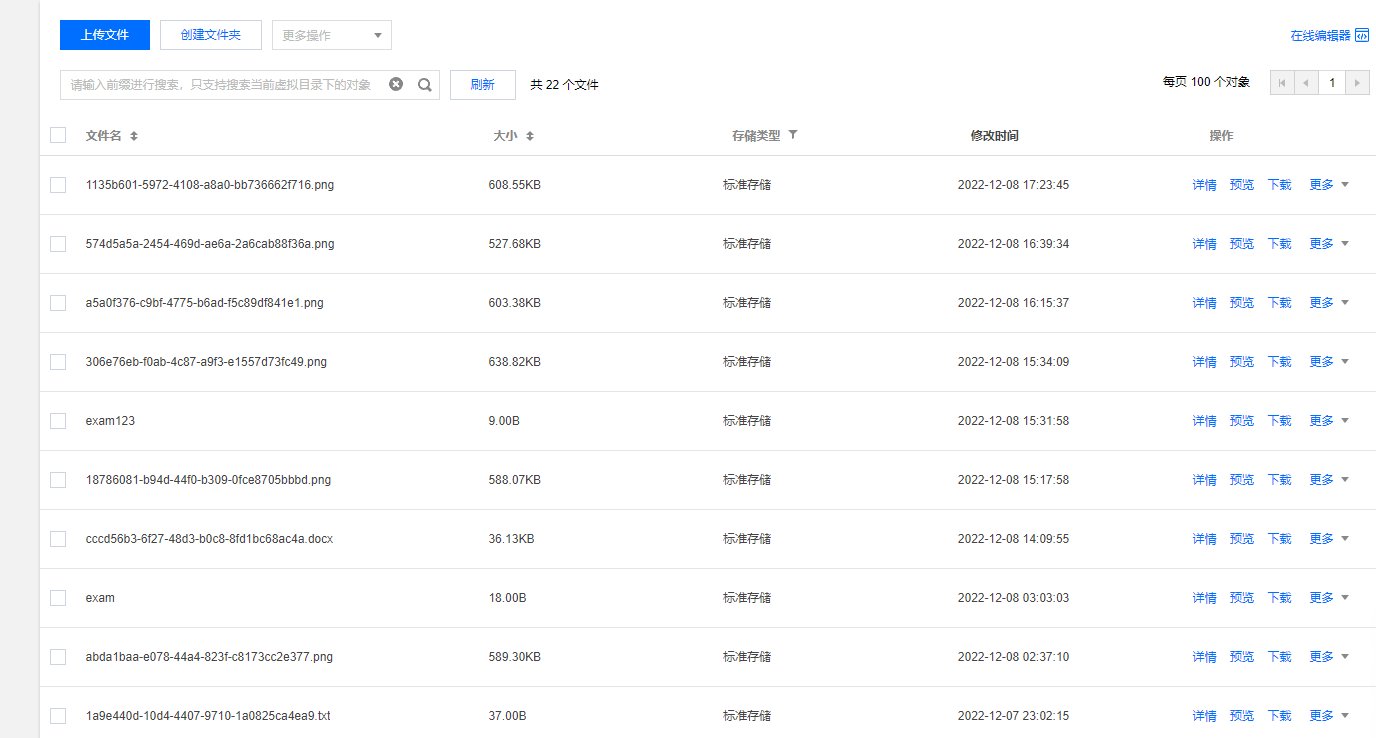 上传文件 创建文件夹 更多操作 在线编辑器
请输入前缀进行搜索，只支持搜索当前虚拟目录下的对象 刷新 共 22 个文件 每页 100 个对象 1
文件名 大小 存储类型 修改时间 操作
1135b601-5972-4108-a8a0-bb736662f716.png 608.55KB 标准存储 2022-12-08 17:23:45 详情 预览 下载 更多
574d5a5a-2454-469d-ae6a-2a6cab88f36a.png 527.68KB 标准存储 2022-12-08 16:39:34 详情 预览 下载 更多
a5a0f376-c9bf-4775-b6ad-f5c89df841e1.png 603.38KB 标准存储 2022-12-08 16:15:37 详情 预览 下载 更多
306e76eb-f0ab-4c87-a9f3-e1557d73fc49.png 638.82KB 标准存储 2022-12-08 15:34:09 详情 预览 下载 更多
exam123 9.00B 标准存储 2022-12-08 15:31:58 详情 预览 下载 更多
18786081-b94d-44f0-b309-0fce8705bbbd.png 588.07KB 标准存储 2022-12-08 15:17:58 详情 预览 下载 更多
cccd56b3-6f27-48d3-b0c8-8fd1bc68ac4a.docx 36.13KB 标准存储 2022-12-08 14:09:55 详情 预览 下载 更多
exam 18.00B 标准存储 2022-12-08 03:03:03 详情 预览 下载 更多
abda1baa-e078-44a4-823f-c8173cc2e377.png 589.30KB 标准存储 2022-12-08 02:37:10 详情 预览 下载 更多
1a9e440d-10d4-4407-9710-1a0825ca4ea9.txt 37.00B 标准存储 2022-12-07 23:02:15 详情 预览 下载 更多